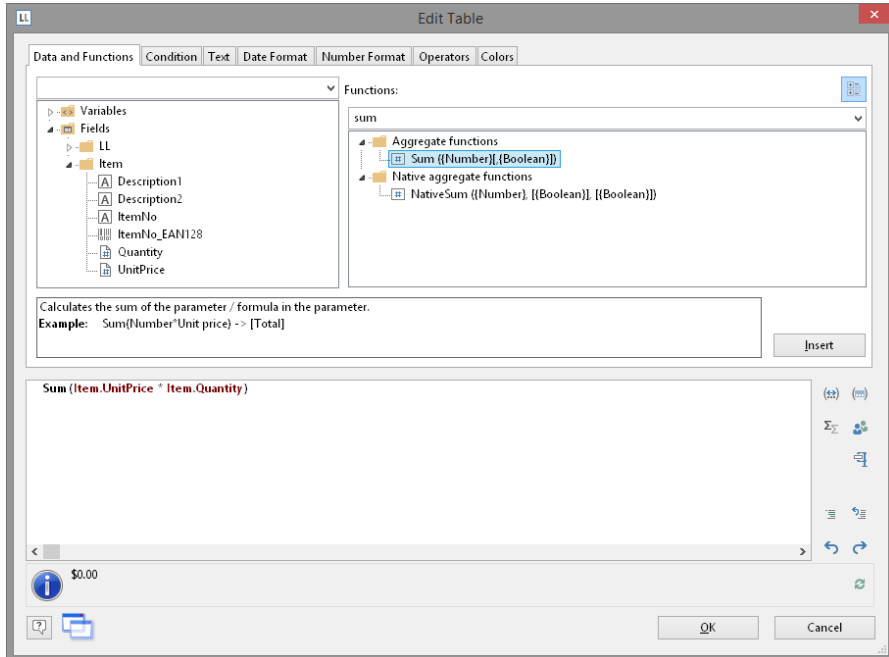 LL
Edit Table
Data and Functions Condition Text Date Format Number Format Operators Colors
Functions:
sum
Variables
Fields
LL
Item
Description1
Description2
ItemNo
ItemNo_EAN128
Quantity
UnitPrice
Aggregate functions
Sum ({Number}[,{Boolean}])
Native aggregate functions
NativeSum ({Number}, [{Boolean}], [{Boolean}])
Calculates the sum of the parameter / formula in the parameter.
Example: Sum(Number*Unit price) -> [Total]
Insert
Sum (Item.UnitPrice * Item.Quantity)
$0.00
OK Cancel